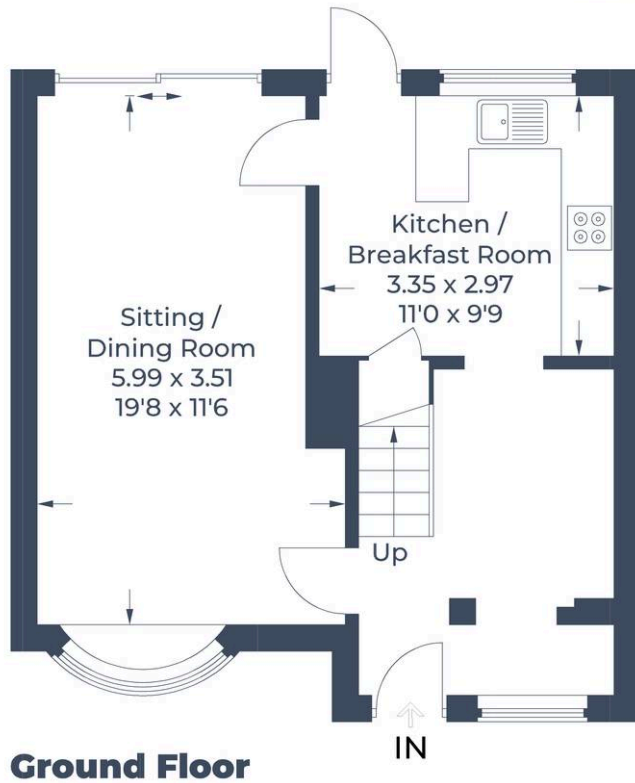 Kitchen /
Breakfast Room
3.35 x 2.97
11'0 x 9'9
Sitting /
Dining Room
5.99 x 3.51
19'8 x 11'6
Up
IN
Ground Floor